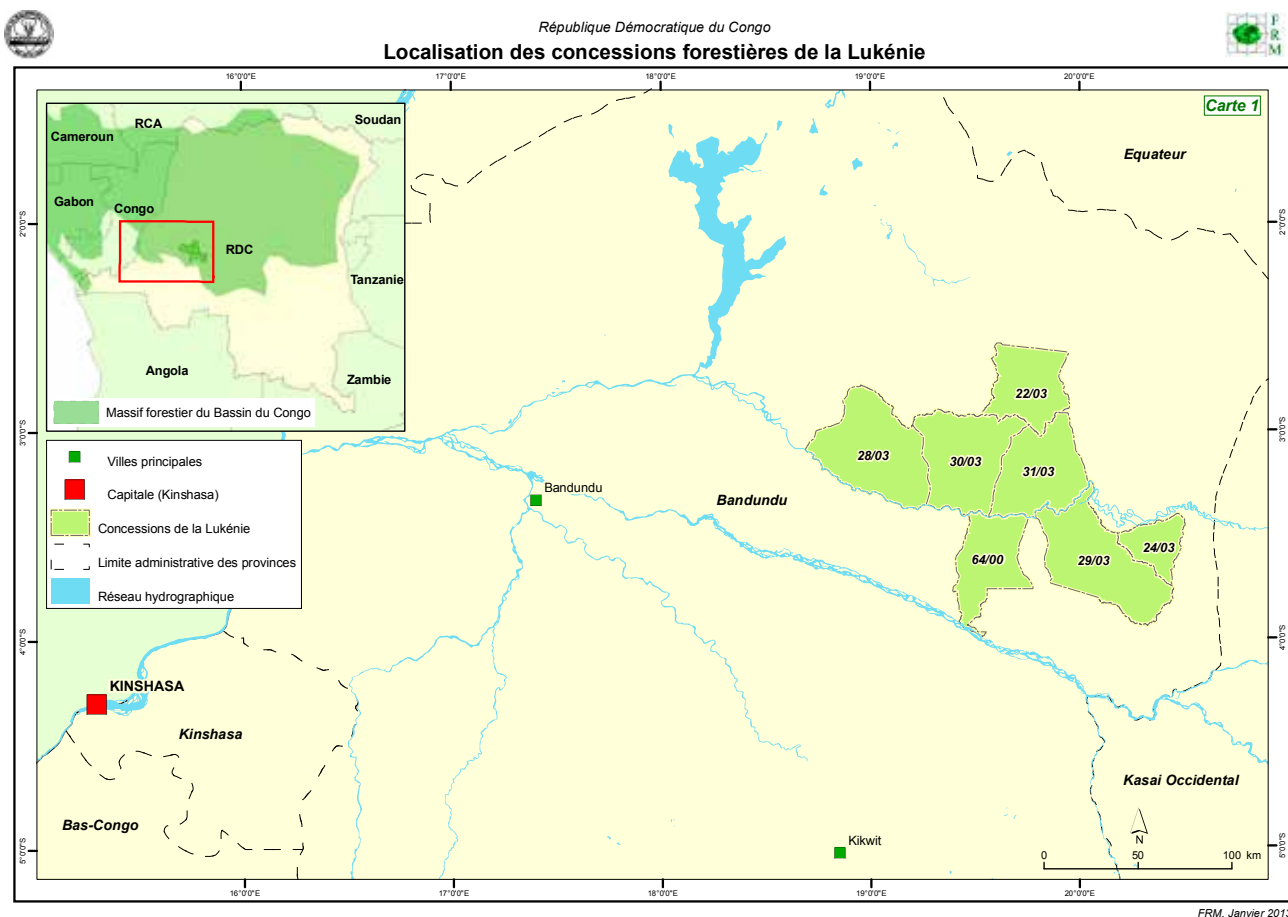 République Démocratique du Congo
Localisation des concessions forestières de la Lukénie
F
R
M
16°0'0"E 17°0'0"E 18°0'0"E 19°0'0"E 20°0'0"E
Carte 1
RCA
Soudan
Cameroun
Equateur
Gabon
Congo
2°0'0"S
2°0'0"S
RDC
Tanzanie
Angola
Zambie
Massif forestier du Bassin du Congo
22/03
3°0'0"S
3°0'0"S
28/03
30/03
31/03
Villes principales
Capitale (Kinshasa)
Concessions de la Lukénie
Limite administrative des provinces
Réseau hydrographique
Bandundu
Bandundu
24/03
64/00
29/03
4°0'0"S
4°0'0"S
KINSHASA
Kinshasa
Kasai Occidental
Bas-Congo
Kikwit
N
5°0'0"S
5°0'0"S
0 50 100 km
16°0'0"E 17°0'0"E 18°0'0"E 19°0'0"E 20°0'0"E
FRM, Janvier 2013